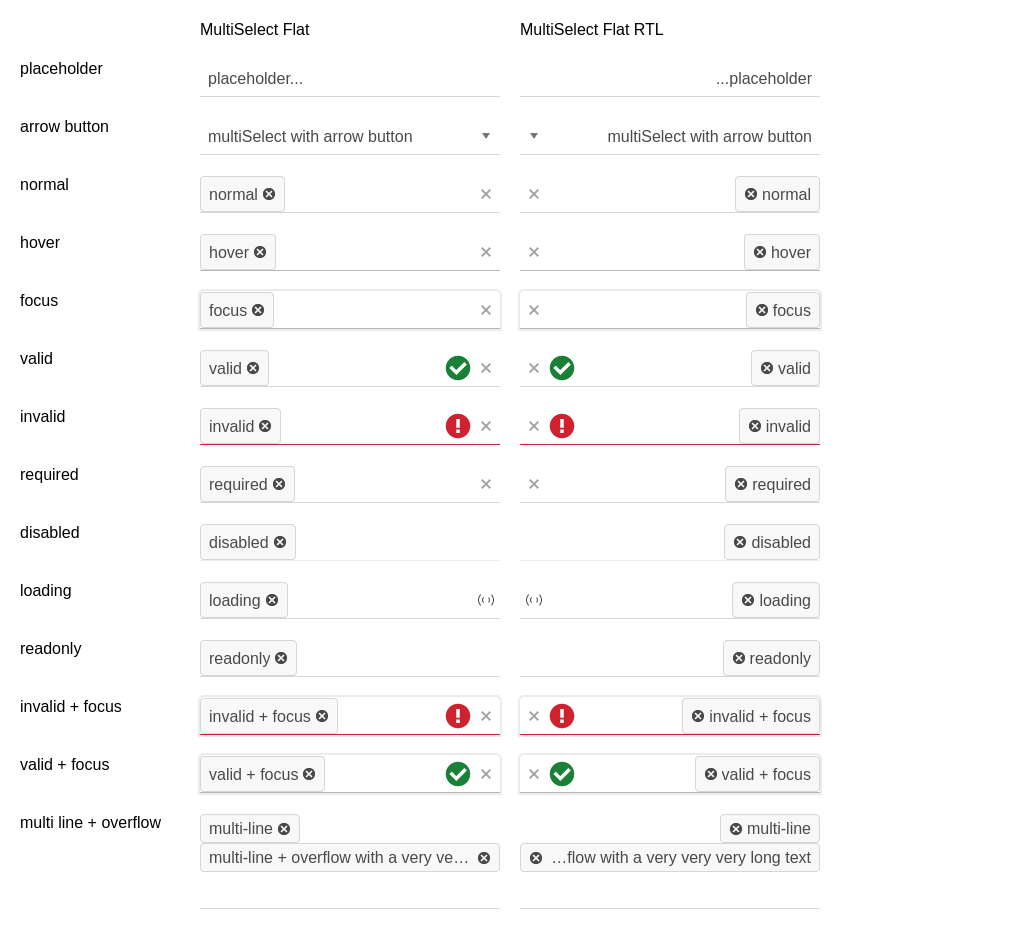 MultiSelect Flat MultiSelect Flat RTL
placeholder placeholder... ...placeholder
arrow button multiSelect with arrow button multiSelect with arrow button
normal normal normal
hover hover hover
focus focus focus
valid valid valid
invalid invalid invalid
required required required
disabled disabled disabled
loading loading loading
readonly readonly readonly
invalid + focus invalid + focus invalid + focus
valid + focus valid + focus valid + focus
multi line + overflow multi-line multi-line
multi-line + overflow with a very ve… …flow with a very very very long text